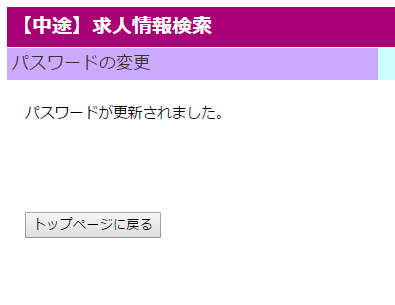 【中途】求人情報検索
パスワードの変更
パスワードが更新されました。
トップページに戻る